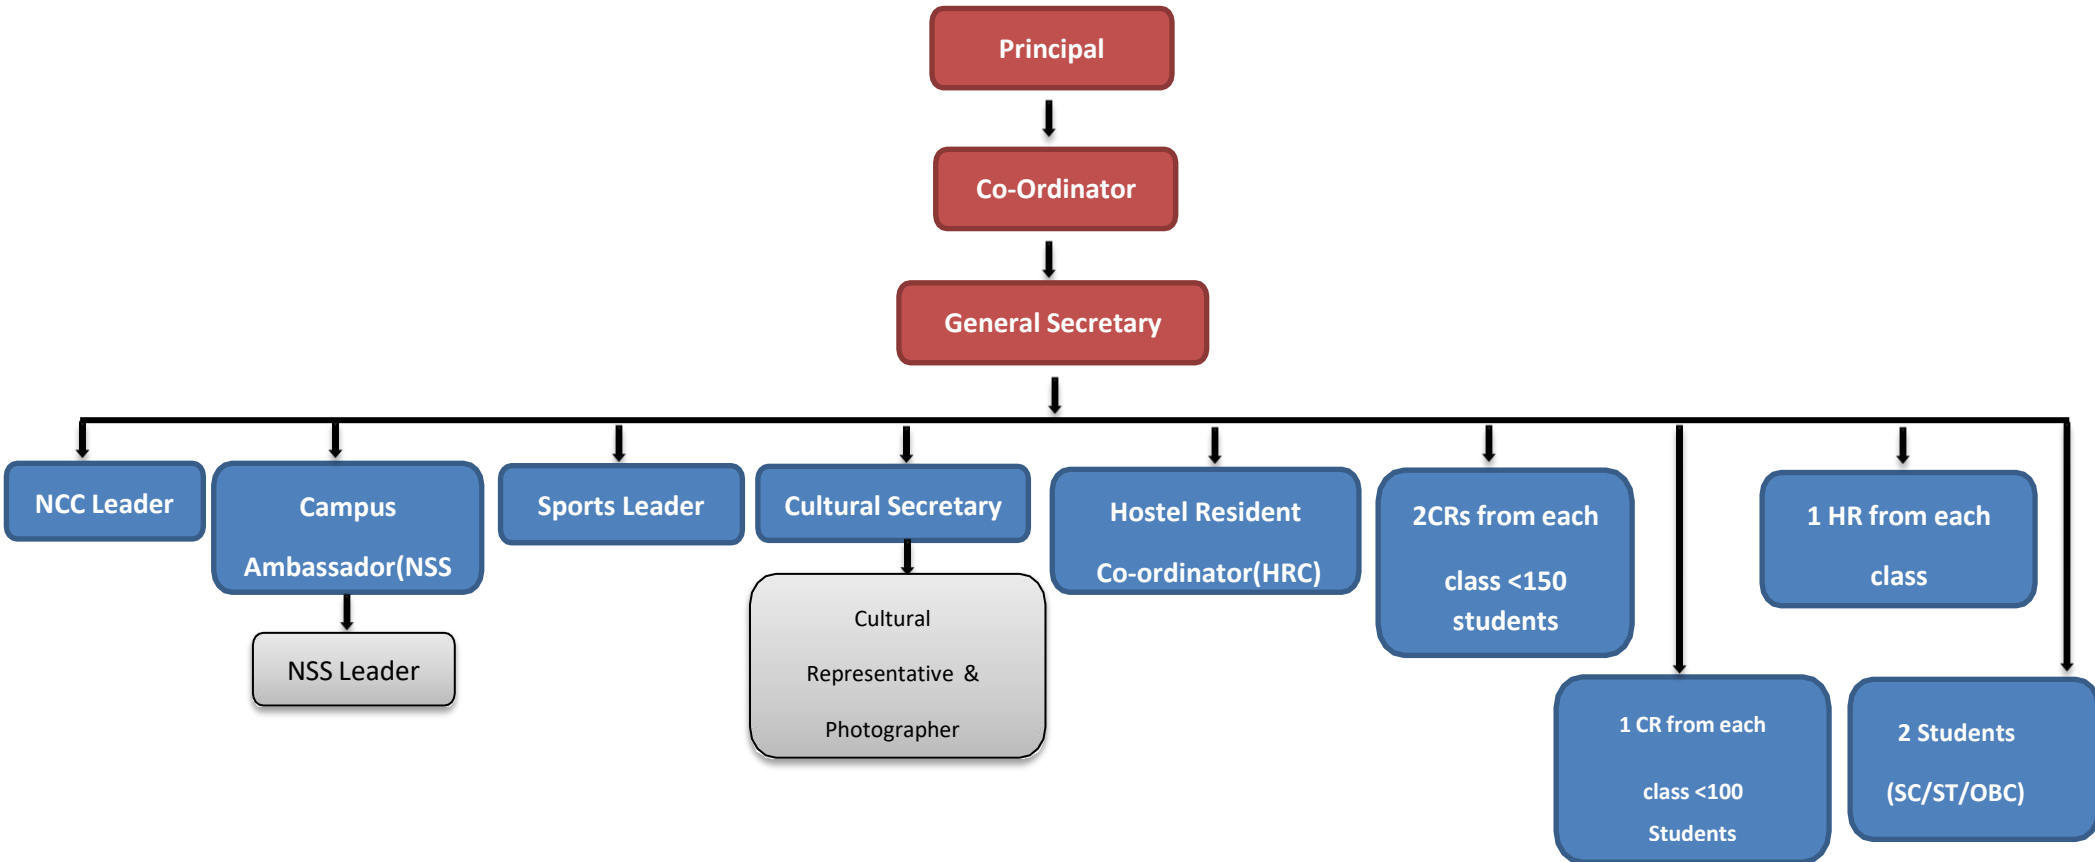 Principal
Co-Ordinator
General Secretary
NCC Leader
Campus
Ambassador(NSS
Sports Leader
Cultural Secretary
Hostel Resident
Co-ordinator(HRC)
2CRs from each
class <150
students
1 HR from each
class
NSS Leader
Cultural
Representative &
Photographer
1 CR from each
class <100
Students
2 Students
(SC/ST/OBC)